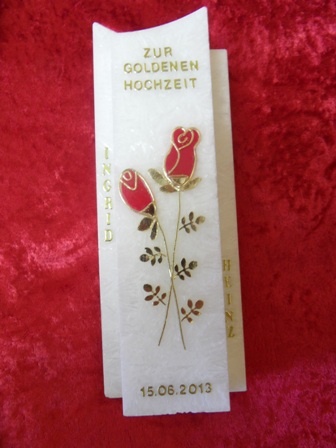 ZUR
GOLDENEN
HOCHZEIT
INGRID
HEINZ
15.06.2013